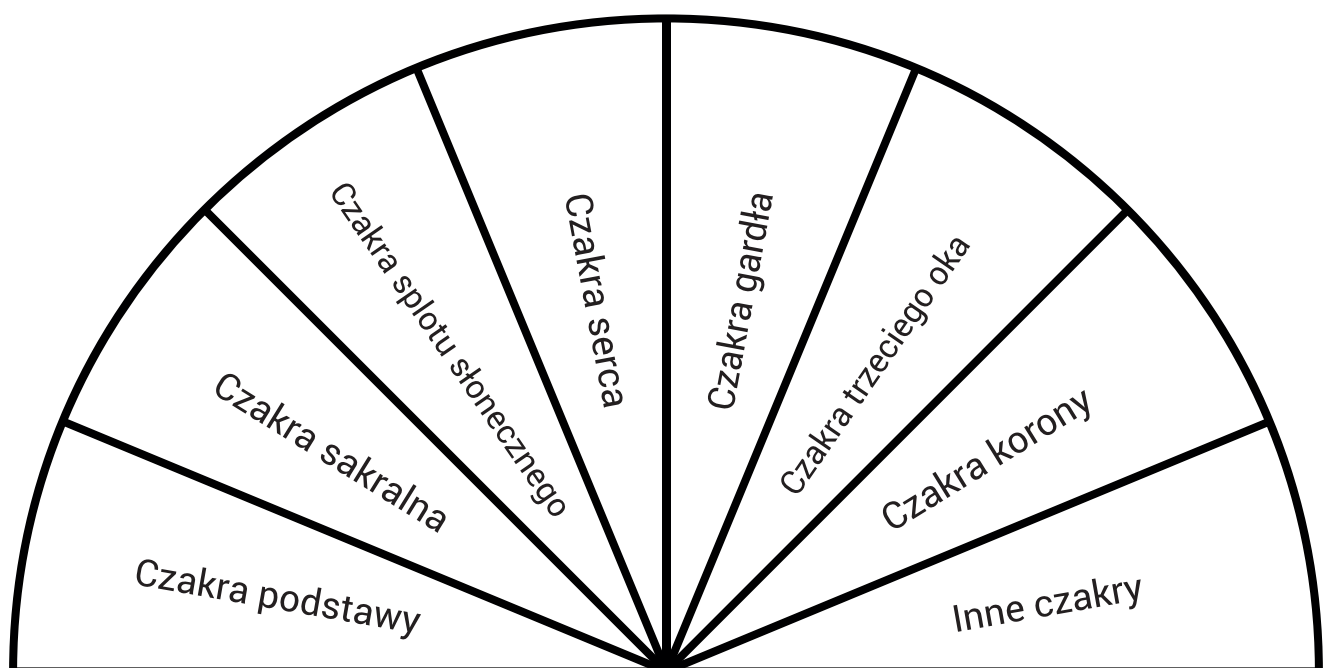 Czakra podstawy
Czakra sakralna
Czakra splotu słonecznego
Czakra serca
Czakra gardła
Czakra trzeciego oka
Czakra korony
Inne czakry